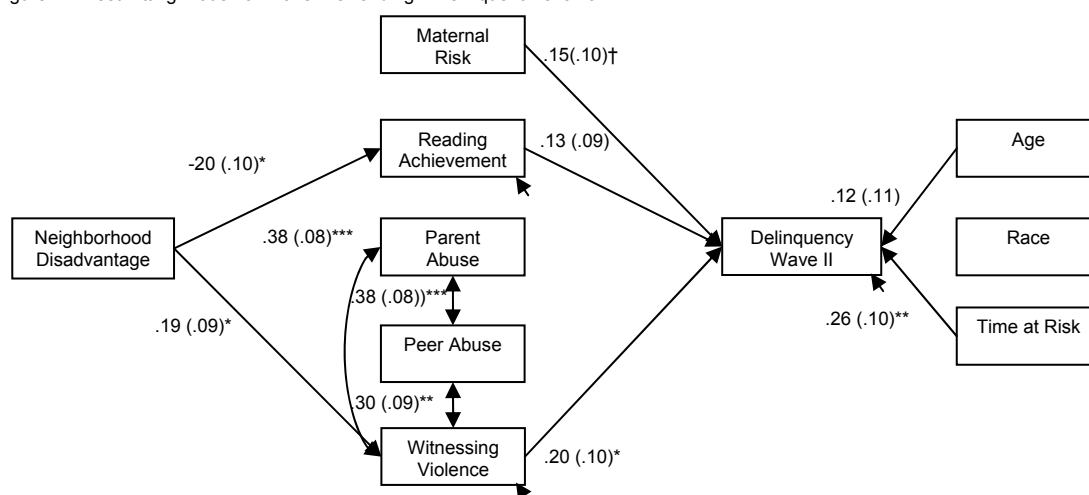 Maternal
Risk
.15(.10)†
Reading
Achievement
.13 (.09)
Age
-20 (.10)*
.12 (.11)
Neighborhood
Disadvantage
.38 (.08)***
Parent
Abuse
Delinquency
Wave II
Race
.38 (.08))***
.19 (.09)*
.26 (.10)**
Time at Risk
Peer Abuse
.30 (.09)**
Witnessing
Violence
.20 (.10)*